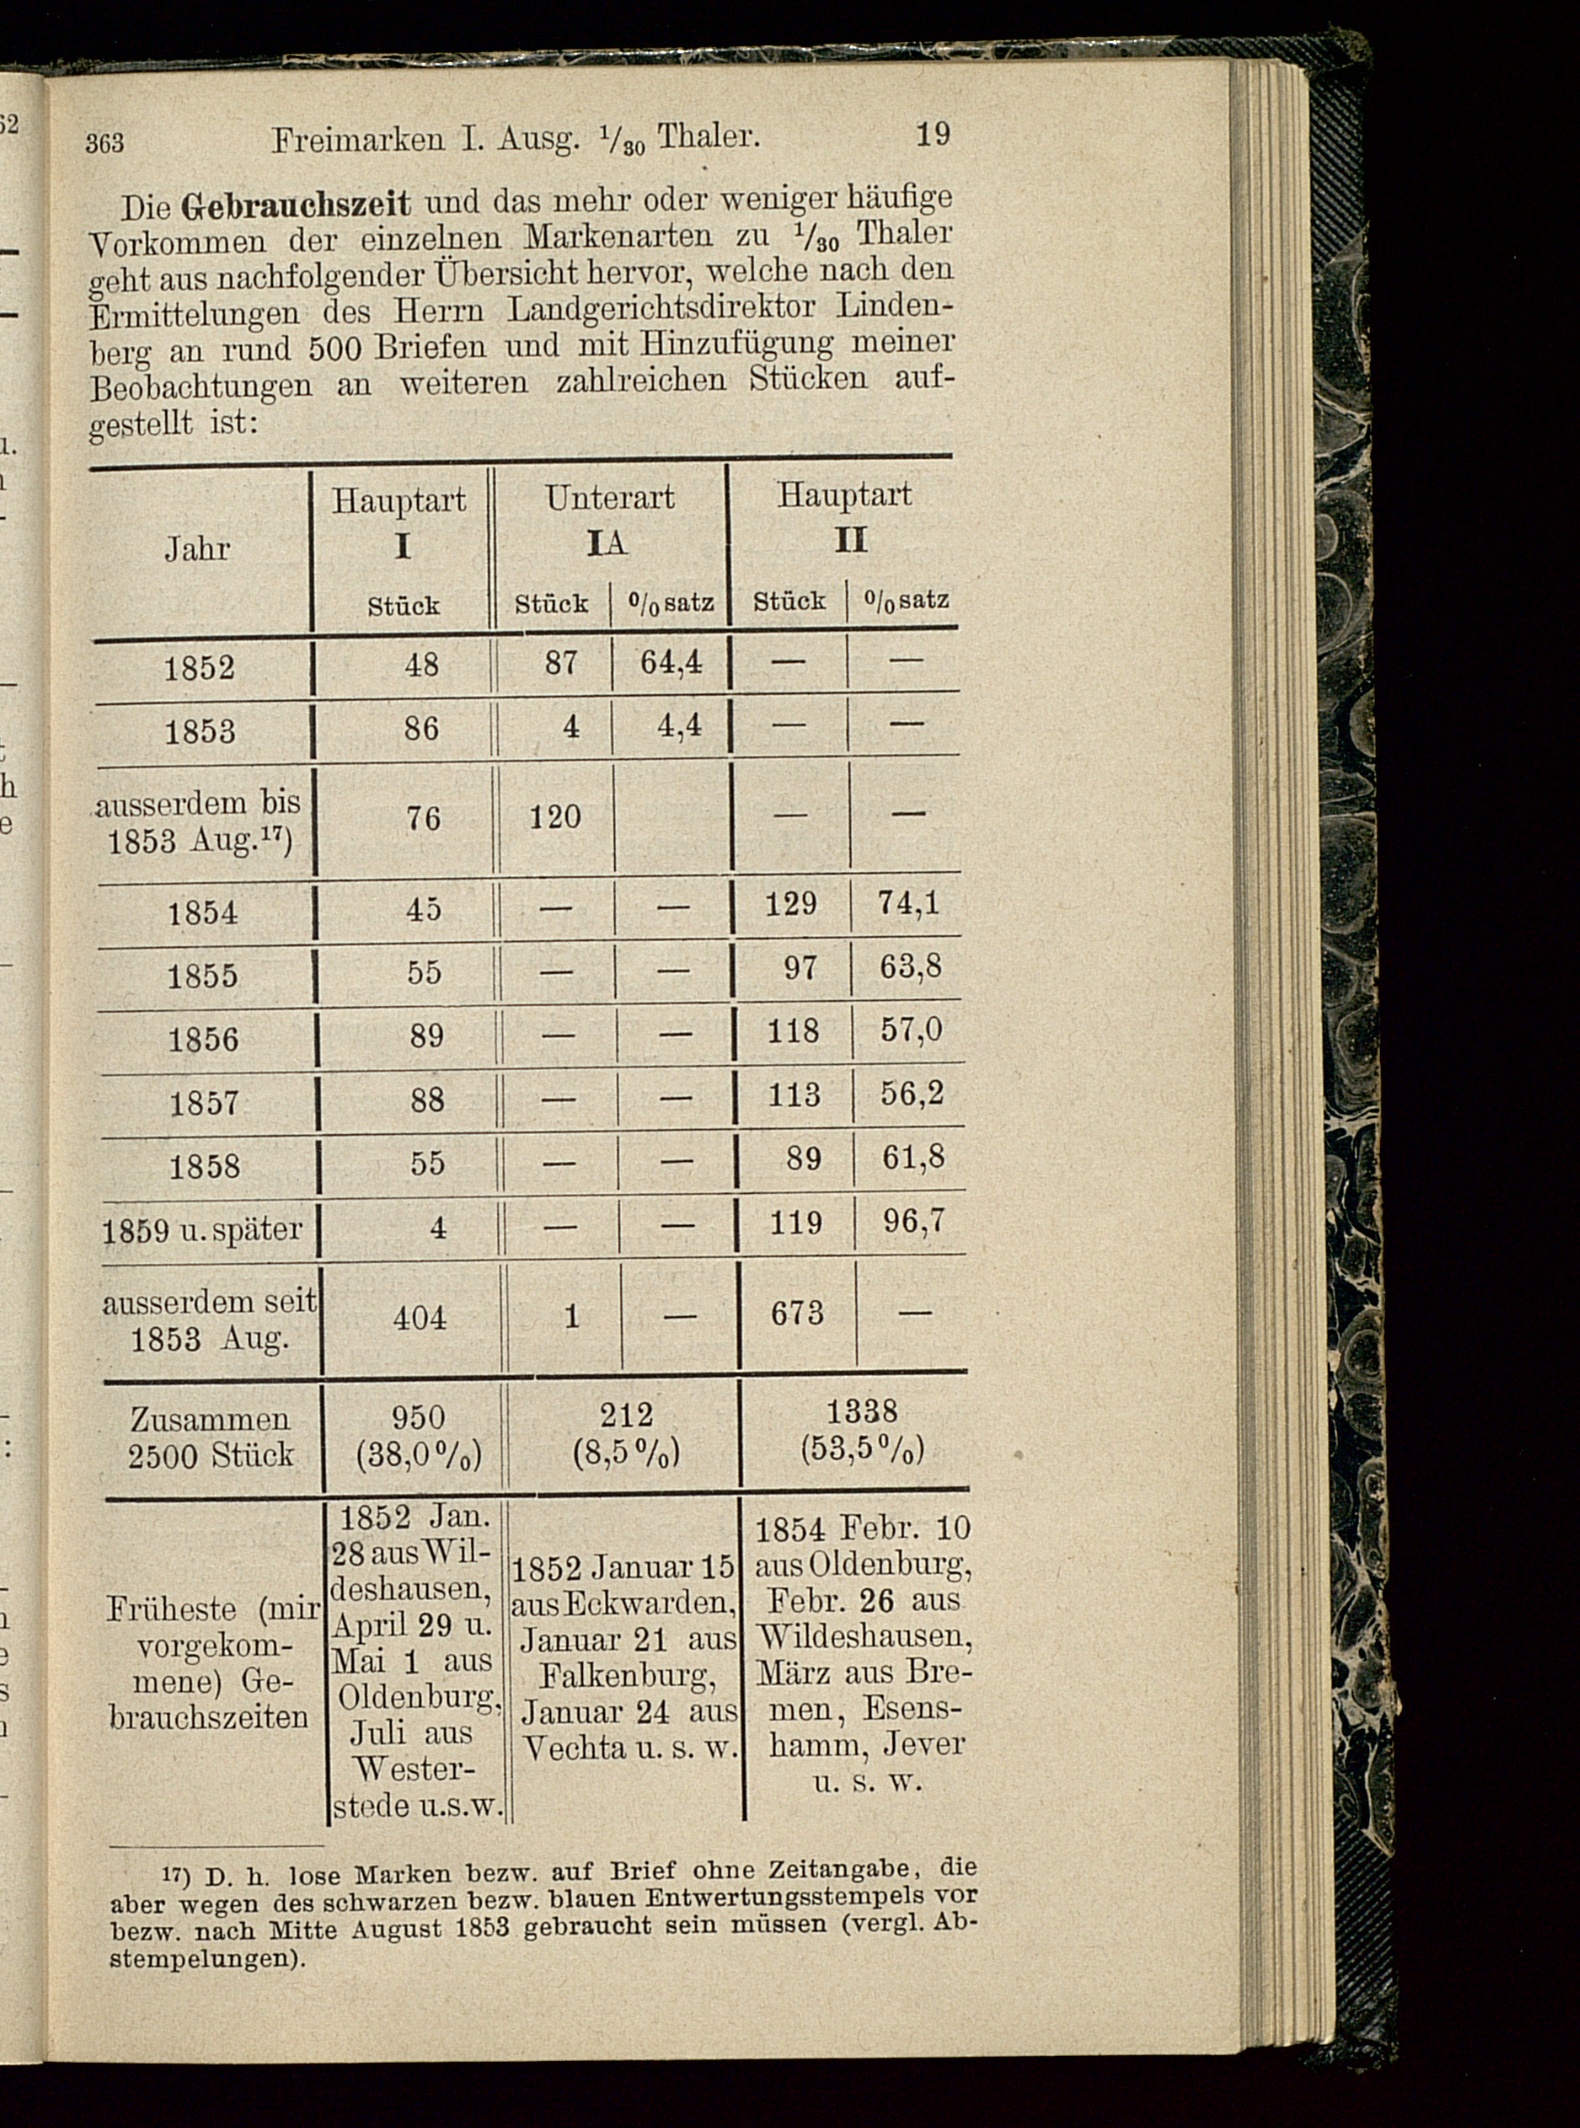 363 Freimarken I. Ausg. 1/30 Thaler. 19
Die Gebrauchszeit und das mehr oder weniger häufige
Vorkommen der einzelnen Markenarten zu 1/30 Thaler
geht aus nachfolgender Übersicht hervor, welche nach den
Ermittelungen des Herrn Landgerichtsdirektor Linden-
berg an rund 500 Briefen und mit Hinzufügung meiner
Beobachtungen an weiteren zahlreichen Stücken auf-
gestellt ist:
Jahr
Hauptart
I
Stück
Unterart
IA
Stück %satz
Hauptart
II
Stück %satz
1852 48 87 64,4 — —
1853 86 4 4,4 — —
ausserdem bis
1853 Aug.17) 76 120 — —
1854 45 — — 129 74,1
1855 55 — — 97 63,8
1856 89 — — 118 57,0
1857 88 — — 113 56,2
1858 55 — — 89 61,8
1859 u. später 4 — — 119 96,7
ausserdem seit
1853 Aug. 404 1 — 673 —
Zusammen 950 212 1338
2500 Stück (38,0%) (8,5%) (53,5%)
Früheste (mir
vorgekom-
mene) Ge-
brauchszeiten
1852 Jan.
28 aus Wil-
deshausen,
April 29 u.
Mai 1 aus
Oldenburg,
Juli aus
Wester-
stede u.s.w.
1852 Januar 15
aus Eckwarden,
Januar 21 aus
Falkenburg,
Januar 24 aus
Vechta u. s. w.
1854 Febr. 10
aus Oldenburg,
Febr. 26 aus
Wildeshausen,
März aus Bre-
men, Esens-
hamm, Jever
u. s. w.
17) D. h. lose Marken bezw. auf Brief ohne Zeitangabe, die
aber wegen des schwarzen bezw. blauen Entwertungsstempels vor
bezw. nach Mitte August 1853 gebraucht sein müssen (vergl. Ab-
stempelungen).